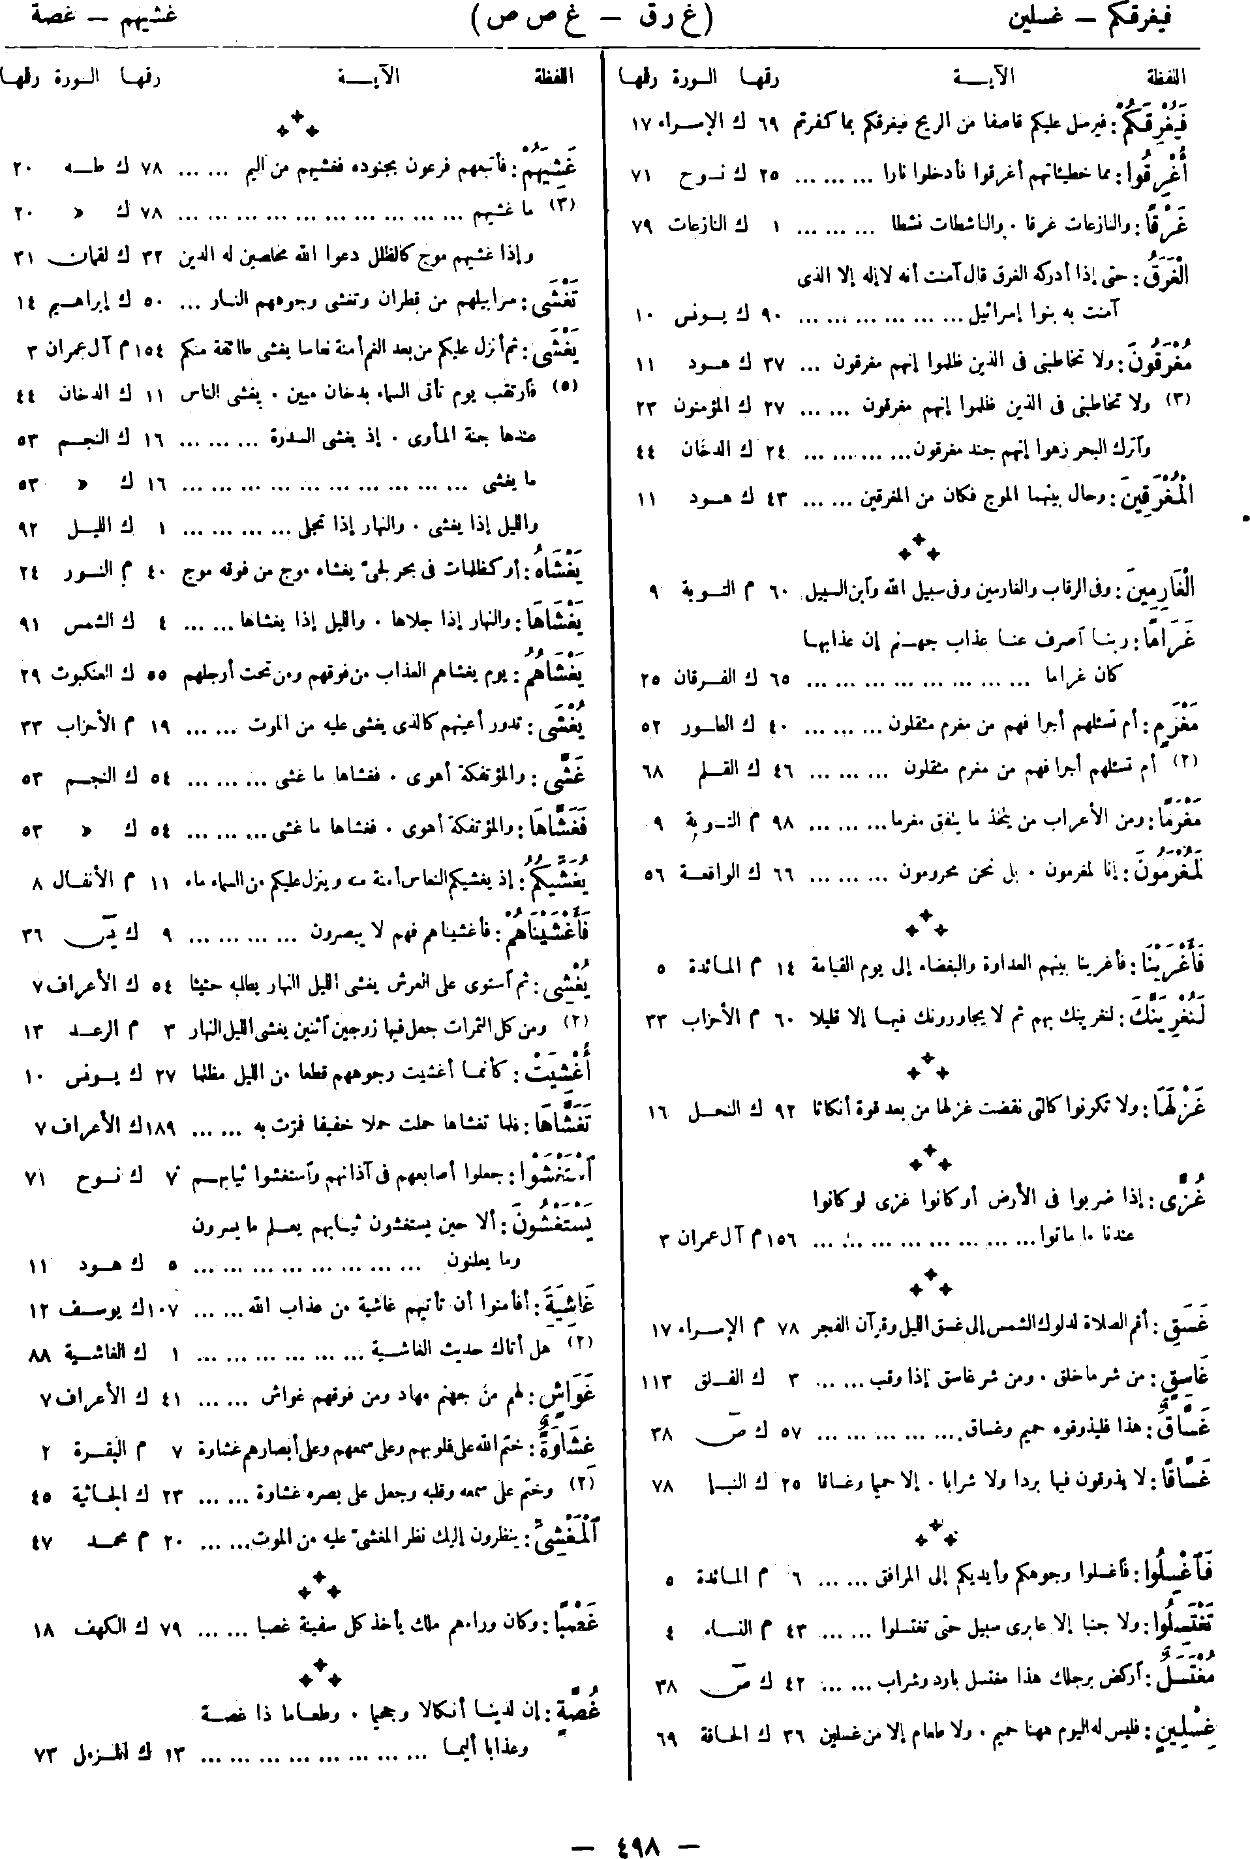 فيغرقكم — غسلين (غ ر ق — غ ص ص) غشيهم — غصة
اللفظة الآيـــة رقمها السورة رقمها
فَيُغْرِقَكُمْ : فيرسل عليكم قاصفا من الريح فيغرقكم بما كفرتم ٦٩ ك الإسراء ١٧
أُغْرِقُوا : مما خطيئاتهم أغرقوا فأدخلوا نارا ... ... ... ٢٥ ك نوح ٧١
غَرْقًا : والنازعات غرقا . والناشطات نشطا ... ... ١ ك النازعات ٧٩
الْغَرَقُ : حتى إذا أدركه الغرق قال آمنت أنه لا إله إلا الذى
آمنت به بنوا إسرائيل ... ... ... ... ... ... ٩٠ ك يونس ١٠
مُغْرَقُونَ : ولا تخاطبنى فى الذين ظلموا إنهم مغرقون ... ٣٧ ك هود ١١
(٣) ولا تخاطبنى فى الذين ظلموا إنهم مغرقون ... ... ٢٧ ك المؤمنون ٢٣
وآترك البحر رهوا إنهم جند مغرقون ... ... ... ... ٢٤ ك الدخان ٤٤
الْمُغْرَقِينَ : وحال بينهما الموج فكان من المغرقين ... ... ٤٣ ك هود ١١
الْغَارِمِينَ : وفى الرقاب والغارمين وفى سبيل الله وآبن السبيل ٦٠ م التوبة ٩
غَرَامًا : ربنا آصرف عنا عذاب جهنم إن عذابها
كان غراما ... ... ... ... ... ... ... ... ٦٥ ك الفرقان ٢٥
مَغْرَمٍ : أم تسئلهم أجرا فهم من مغرم مثقلون ... ... ... ٤٠ ك الطور ٥٢
(٢) أم تسئلهم أجرا فهم من مغرم مثقلون ... ... ... ٤٦ ك القلم ٦٨
مَغْرَمًا : ومن الأعراب من يتخذ ما ينفق مغرما ... ... ... ٩٨ م التوبة ٩
لَمُغْرَمُونَ : إنا لمغرمون . بل نحن محرومون ... ... ... ٦٦ ك الواقعة ٥٦
فَأَغْرَيْنَا : فأغرينا بينهم العداوة والبغضاء إلى يوم القيامة ١٤ م المائدة ٥
لَنُغْرِيَنَّكَ : لنغرينك بهم ثم لا يجاورونك فيها إلا قليلا ٦٠ م الأحزاب ٣٣
غَزْلَهَا : ولا تكونوا كالتى نقضت غزلها من بعد قوة أنكاثا ٩٢ ك النحل ١٦
غُزًّى : إذا ضربوا فى الأرض أو كانوا غزى لو كانوا
عندنا ما ماتوا ... ... ... ... ... ... ... ... ١٥٦ م آل عمران ٣
غَسَقِ : أقم الصلاة لدلوك الشمس إلى غسق الليل وقرآن الفجر ٧٨ م الإسراء ١٧
غَاسِقٍ : من شر ما خلق . ومن شر غاسق إذا وقب ... ... ٣ ك الفلق ١١٣
غَسَّاقٌ : هذا فليذوقوه حميم وغساق ... ... ... ... ... ٥٧ ك صۤ ٣٨
غَسَّاقًا : لا يذوقون فيها بردا ولا شرابا . إلا حميما وغساقا ٢٥ ك النبإ ٧٨
فَآغْسِلُوا : فآغسلوا وجوهكم وأيديكم إلى المرافق ... ... ٦ م المائدة ٥
تَغْتَسِلُوا : ولا جنبا إلا عابرى سبيل حتى تغتسلوا ... ... ٤٣ م النساء ٤
مُغْتَسَلٌ : آركض برجلك هذا مغتسل بارد وشراب ... ... ٤٢ ك صۤ ٣٨
غِسْلِينٍ : فليس له اليوم ههنا حميم . ولا طعام إلا من غسلين ٣٦ ك الحاقة ٦٩
اللفظة الآيـــة رقمها السورة رقمها
غَشِيَهُمْ : فأتبعهم فرعون بجنوده فغشيهم من اليم ... ... ٧٨ ك طه ٢٠
(٣) ما غشيهم ... ... ... ... ... ... ... ... ... ... ٧٨ ك » ٢٠
وإذا غشيهم موج كالظلل دعوا الله مخلصين له الدين ٣٢ ك لقمان ٣١
تَغْشَى : سرابيلهم من قطران وتغشى وجوههم النار ... ٥٠ ك إبراهيم ١٤
يَغْشَى : ثم أنزل عليكم من بعد الغم أمنة نعاسا يغشى طائفة منكم ١٥٤ م آل عمران ٣
(٥) فآرتقب يوم تأتى السماء بدخان مبين . يغشى الناس ١١ ك الدخان ٤٤
عندها جنة المأوى . إذ يغشى السدرة ... ... ... ١٦ ك النجم ٥٣
ما يغشى ... ... ... ... ... ... ... ... ... ... ١٦ ك » ٥٣
والليل إذا يغشى . والنهار إذا تجلى ... ... ... ... ١ ك الليل ٩٢
يَغْشَاهُ : أو كظلمات فى بحر لجىّ يغشاه موج من فوقه موج ٤٠ م النور ٢٤
يَغْشَاهَا : والنهار إذا جلاها . والليل إذا يغشاها ... ... ٤ ك الشمس ٩١
يَغْشَاهُمُ : يوم يغشاهم العذاب من فوقهم ومن تحت أرجلهم ٥٥ ك العنكبوت ٢٩
يُغْشَى : تدور أعينهم كالذى يغشى عليه من الموت ... ... ١٩ م الأحزاب ٣٣
غَشَّى : والمؤتفكة أهوى . فغشاها ما غشى ... ... ... ٥٤ ك النجم ٥٣
فَغَشَّاهَا : والمؤتفكة أهوى . فغشاها ما غشى ... ... ... ٥٤ ك » ٥٣
يُغَشِّيكُمُ : إذ يغشيكم النعاس أمنة منه وينزل عليكم من السماء ماء ١١ م الأنفال ٨
فَأَغْشَيْنَاهُمْ : فأغشيناهم فهم لا يبصرون ... ... ... ... ٩ ك يۤس ٣٦
يُغْشِى : ثم آستوى على العرش يغشى الليل النهار يطلبه حثيثا ٥٤ ك الأعراف ٧
(٢) ومن كل الثمرات جعل فيها زوجين آثنين يغشى الليل النهار ٣ م الرعد ١٣
أُغْشِيَتْ : كأنما أغشيت وجوههم قطعا من الليل مظلما ٢٧ ك يونس ١٠
تَغَشَّاهَا : فلما تغشاها حملت حملا خفيفا فمرّت به ... ... ١٨٩ ك الأعراف ٧
آسْتَغْشَوْا : جعلوا أصابعهم فى آذانهم وآستغشوا ثيابهم ٧ ك نوح ٧١
يَسْتَغْشُونَ : ألا حين يستغشون ثيابهم يعلم ما يسرون
وما يعلنون ... ... ... ... ... ... ... ... ٥ ك هود ١١
غَاشِيَةٌ : أفأمنوا أن تأتيهم غاشية من عذاب الله ... ... ١٠٧ ك يوسف ١٢
(٢) هل أتاك حديث الغاشية ... ... ... ... ... ... ١ ك الغاشية ٨٨
غَوَاشٍ : لهم من جهنم مهاد ومن فوقهم غواش ... ... ٤١ ك الأعراف ٧
غِشَاوَةٌ : ختم الله على قلوبهم وعلى سمعهم وعلى أبصارهم غشاوة ٧ م البقرة ٢
(٢) وختم على سمعه وقلبه وجعل على بصره غشاوة ... ... ٢٣ ك الجاثية ٤٥
آلْمَغْشِىِّ : ينظرون إليك نظر المغشىّ عليه من الموت ... ... ٢٠ م محمد ٤٧
غَصْبًا : وكان وراءهم ملك يأخذ كل سفينة غصبا ... ... ٧٩ ك الكهف ١٨
غُصَّةٍ : إن لدينا أنكالا وجحيما . وطعاما ذا غصة
وعذابا أليما ... ... ... ... ... ... ... ... ١٣ ك المزمل ٧٣
— ٤٩٨ —